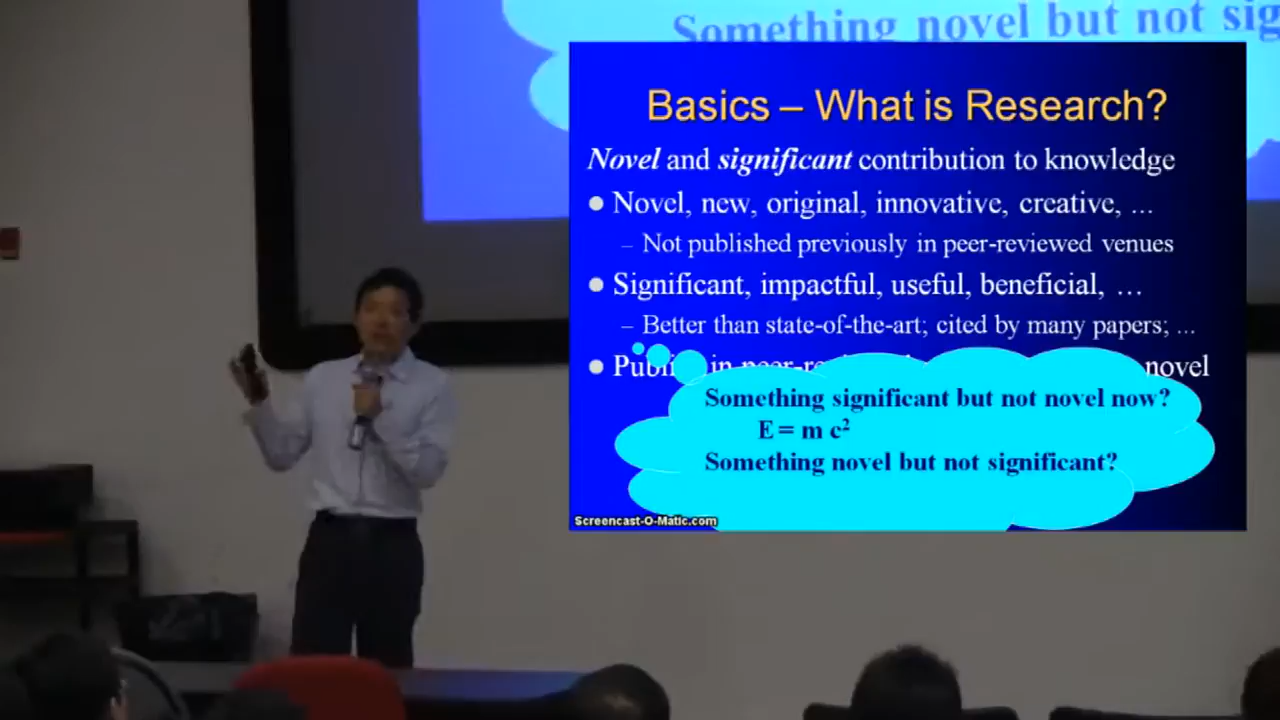 Something novel but not sig
Basics – What is Research?
Novel and significant contribution to knowledge
● Novel, new, original, innovative, creative, ...
– Not published previously in peer-reviewed venues
● Significant, impactful, useful, beneficial, ...
– Better than state-of-the-art; cited by many papers; ...
● in novel
Something significant but not novel now?
E = m c²
Something novel but not significant?
Screencast-O-Matic.com